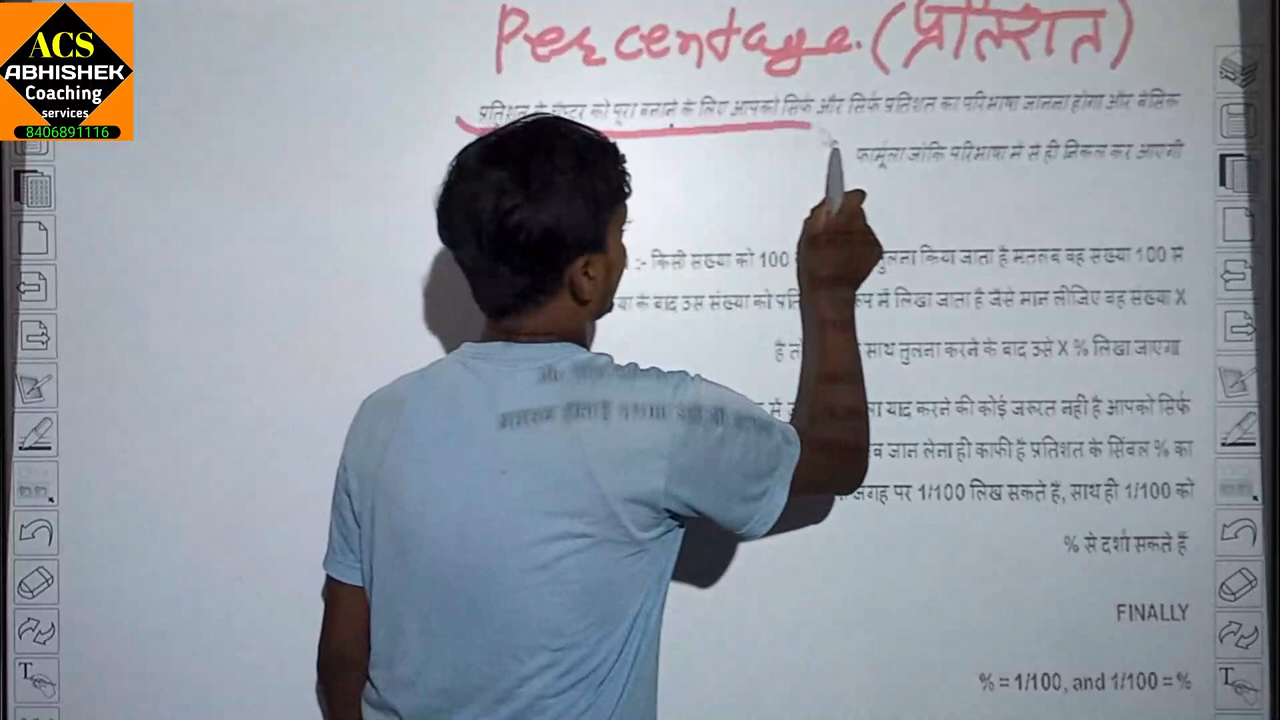 ACS
ABHISHEK
Coaching
services
8406891116
Percentage. (प्रतिशत)
प्रतिशत के चैप्टर को पूरा बनाने के लिए आपको सिर्फ और सिर्फ प्रतिशत का परिभाषा जानना होगा और बेसिक
फार्मूला जोकि परिभाषा में से ही निकल कर आएगी
:- किसी संख्या को 100 तुलना किया जाता है मतलब वह संख्या 100 में
के बाद उस संख्या को में लिखा जाता है जैसे मान लीजिए वह संख्या X
है साथ तुलना करने के बाद उसे X % लिखा जाएगा
में याद करने की कोई जरूरत नही है आपको सिर्फ
जान लेना ही काफी है प्रतिशत के सिंबल % का
जगह पर 1/100 लिख सकते हैं, साथ ही 1/100 को
% से दर्शा सकते हैं
FINALLY
% = 1/100, and 1/100 = %